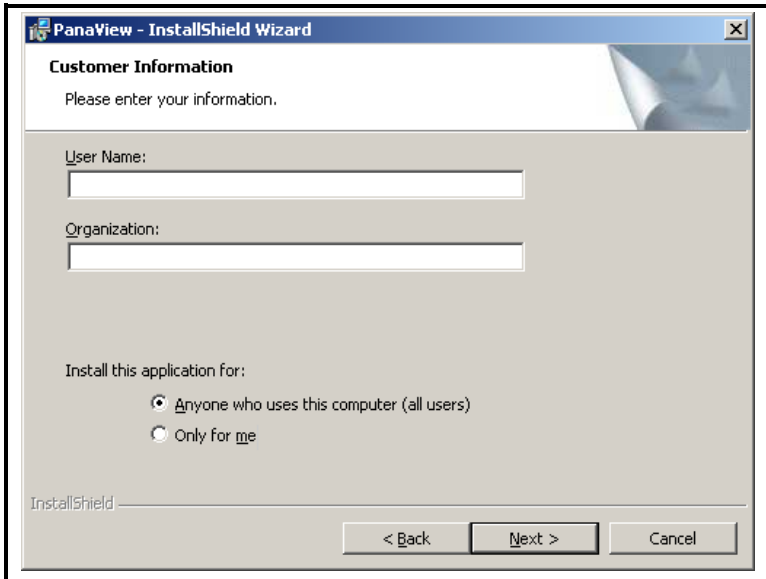 PanaView - InstallShield Wizard
Customer Information
Please enter your information.
User Name:
Organization:
Install this application for:
Anyone who uses this computer (all users)
Only for me
InstallShield
< Back Next > Cancel